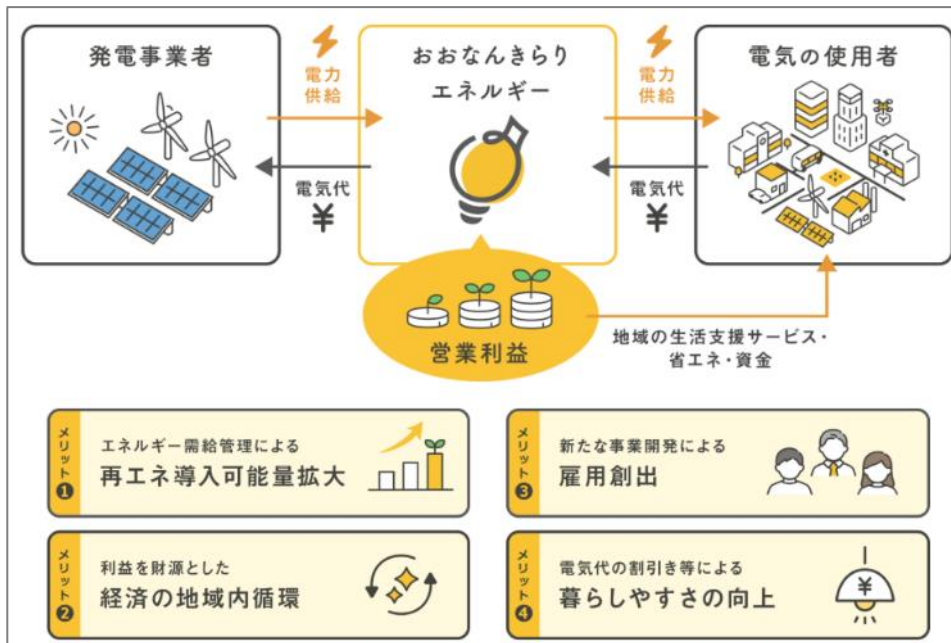 発電事業者
電力
供給
電気代
¥
おおなんきらり
エネルギー
電力
供給
電気代
¥
電気の使用者
営業利益
地域の生活支援サービス・
省エネ・資金
メリット❶
エネルギー需給管理による
再エネ導入可能量拡大
メリット❷
利益を財源とした
経済の地域内循環
メリット❸
新たな事業開発による
雇用創出
メリット❹
電気代の割引き等による
暮らしやすさの向上
¥